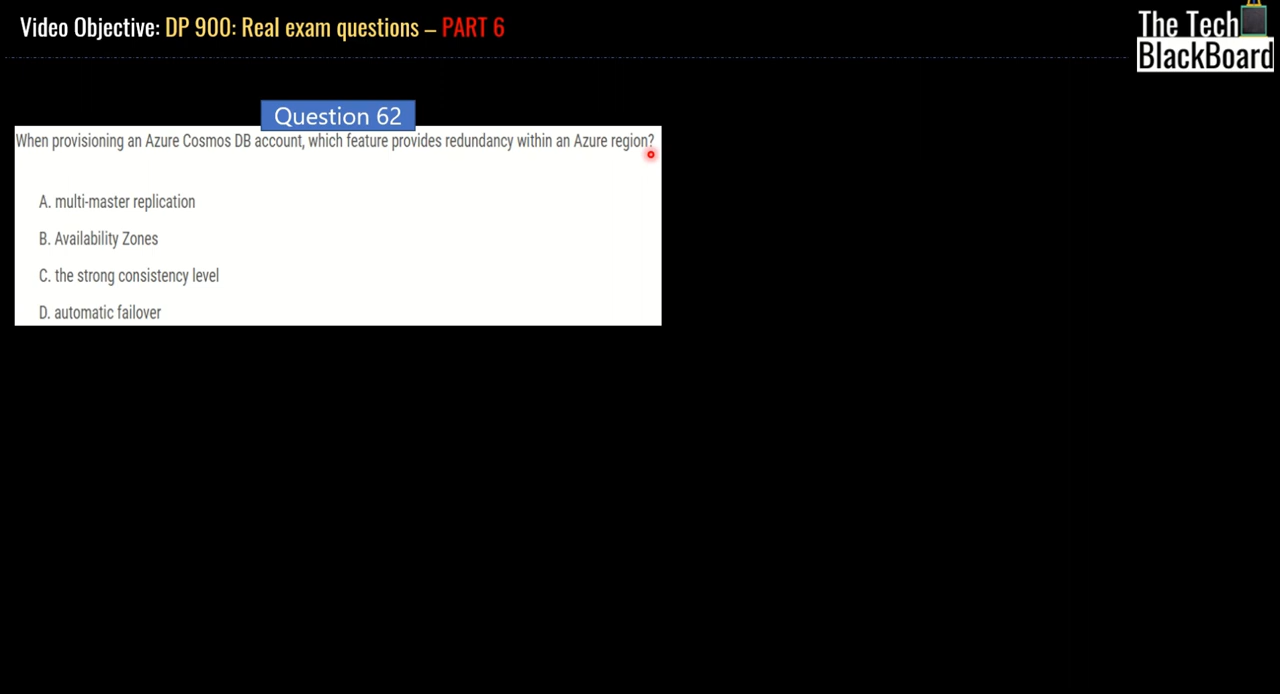 Video Objective: DP 900: Real exam questions – PART 6
The Tech
BlackBoard
Question 62
When provisioning an Azure Cosmos DB account, which feature provides redundancy within an Azure region?
A. multi-master replication
B. Availability Zones
C. the strong consistency level
D. automatic failover